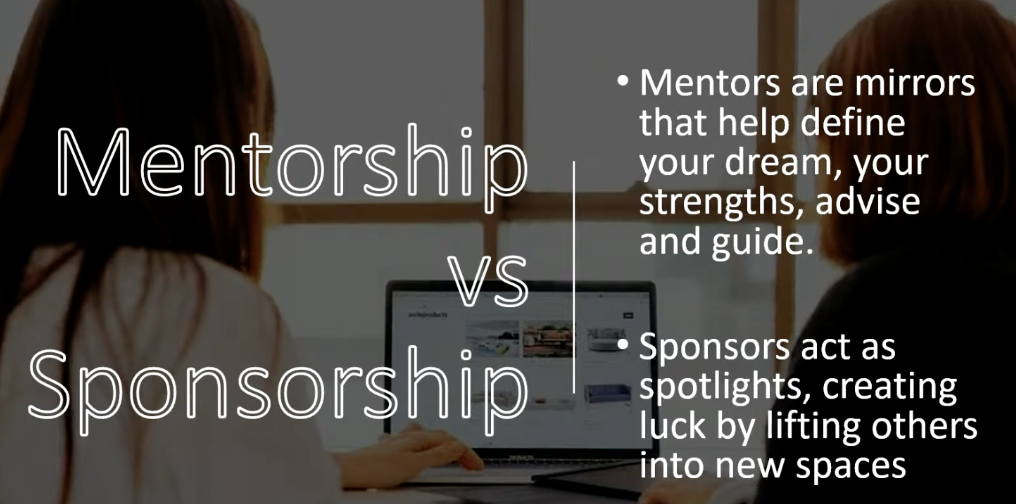 Mentorship
vs
Sponsorship
• Mentors are mirrors
that help define
your dream, your
strengths, advise
and guide.
• Sponsors act as
spotlights, creating
luck by lifting others
into new spaces